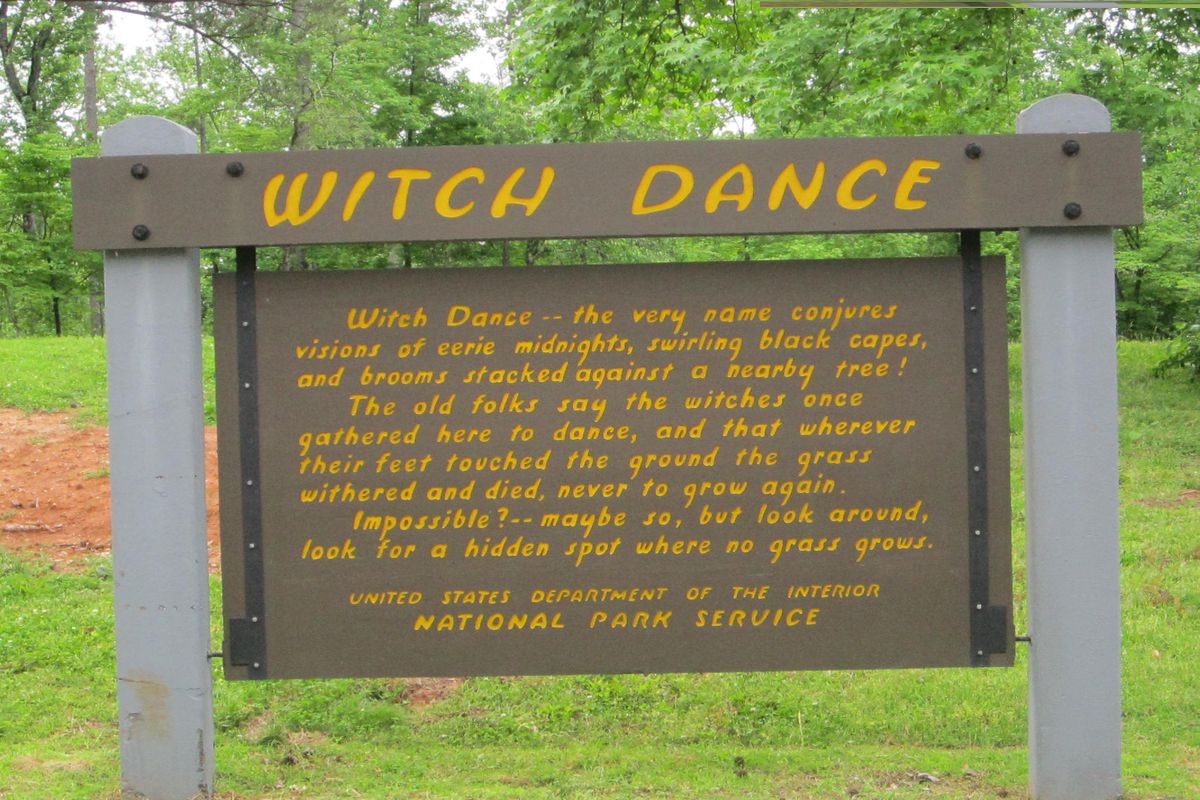 WITCH DANCE
Witch Dance -- the very name conjures
visions of eerie midnights, swirling black capes,
and brooms stacked against a nearby tree!
The old folks say the witches once
gathered here to dance, and that wherever
their feet touched the ground the grass
withered and died, never to grow again.
Impossible?-- maybe so, but look around,
look for a hidden spot where no grass grows.
UNITED STATES DEPARTMENT OF THE INTERIOR
NATIONAL PARK SERVICE